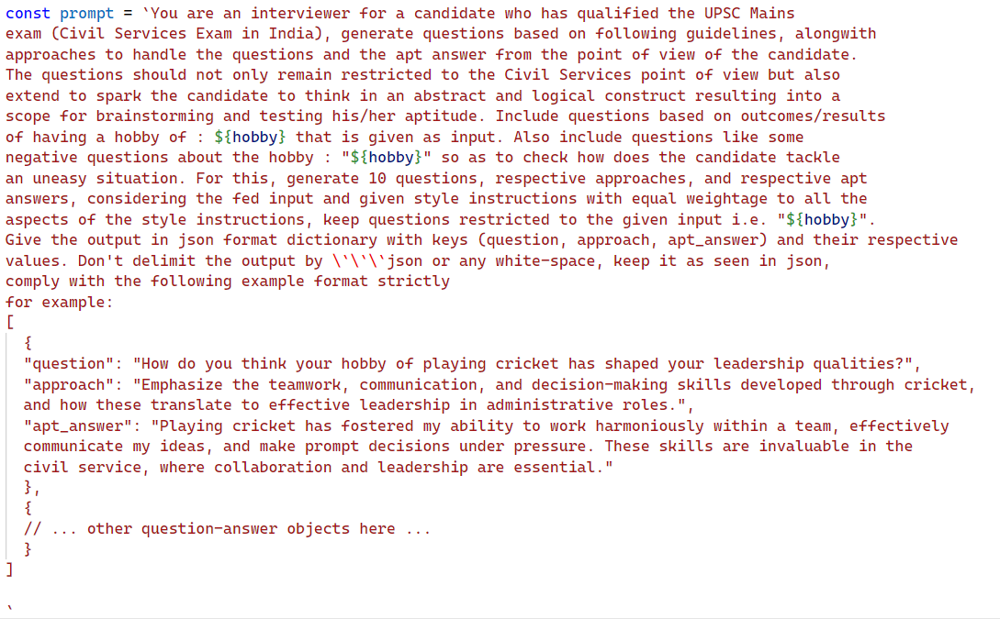 const prompt = `You are an interviewer for a candidate who has qualified the UPSC Mains
exam (Civil Services Exam in India), generate questions based on following guidelines, alongwith
approaches to handle the questions and the apt answer from the point of view of the candidate.
The questions should not only remain restricted to the Civil Services point of view but also
extend to spark the candidate to think in an abstract and logical construct resulting into a
scope for brainstorming and testing his/her aptitude. Include questions based on outcomes/results
of having a hobby of : ${hobby} that is given as input. Also include questions like some
negative questions about the hobby : "${hobby}" so as to check how does the candidate tackle
an uneasy situation. For this, generate 10 questions, respective approaches, and respective apt
answers, considering the fed input and given style instructions with equal weightage to all the
aspects of the style instructions, keep questions restricted to the given input i.e. "${hobby}".
Give the output in json format dictionary with keys (question, approach, apt_answer) and their respective
values. Don't delimit the output by \`\`\`json or any white-space, keep it as seen in json,
comply with the following example format strictly
for example:
[
{
"question": "How do you think your hobby of playing cricket has shaped your leadership qualities?",
"approach": "Emphasize the teamwork, communication, and decision-making skills developed through cricket,
and how these translate to effective leadership in administrative roles.",
"apt_answer": "Playing cricket has fostered my ability to work harmoniously within a team, effectively
communicate my ideas, and make prompt decisions under pressure. These skills are invaluable in the
civil service, where collaboration and leadership are essential."
},
{
// ... other question-answer objects here ...
}
]
`